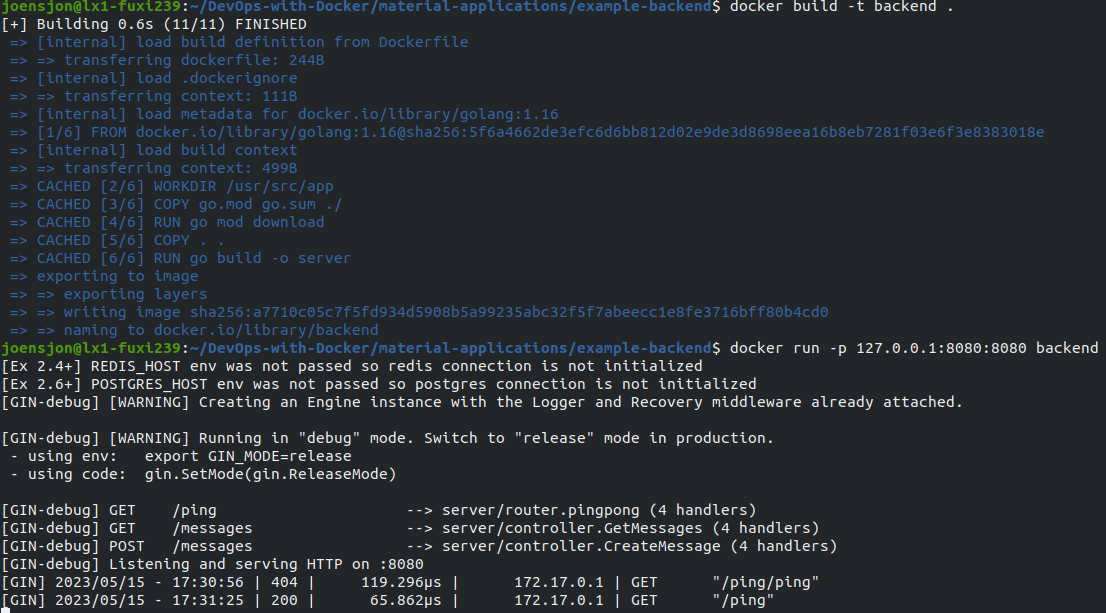 joensjon@lx1-fuxi239:~/DevOps-with-Docker/material-applications/example-backend$ docker build -t backend .
[+] Building 0.6s (11/11) FINISHED
 => [internal] load build definition from Dockerfile
 => => transferring dockerfile: 244B
 => [internal] load .dockerignore
 => => transferring context: 111B
 => [internal] load metadata for docker.io/library/golang:1.16
 => [1/6] FROM docker.io/library/golang:1.16@sha256:5f6a4662de3efc6d6bb812d02e9de3d8698eea16b8eb7281f03e6f3e8383018e
 => [internal] load build context
 => => transferring context: 499B
 => CACHED [2/6] WORKDIR /usr/src/app
 => CACHED [3/6] COPY go.mod go.sum ./
 => CACHED [4/6] RUN go mod download
 => CACHED [5/6] COPY . .
 => CACHED [6/6] RUN go build -o server
 => exporting to image
 => => exporting layers
 => => writing image sha256:a7710c05c7f5fd934d5908b5a99235abc32f5f7abeecc1e8fe3716bff80b4cd0
 => => naming to docker.io/library/backend
joensjon@lx1-fuxi239:~/DevOps-with-Docker/material-applications/example-backend$ docker run -p 127.0.0.1:8080:8080 backend
[Ex 2.4+] REDIS_HOST env was not passed so redis connection is not initialized
[Ex 2.6+] POSTGRES_HOST env was not passed so postgres connection is not initialized
[GIN-debug] [WARNING] Creating an Engine instance with the Logger and Recovery middleware already attached.
[GIN-debug] [WARNING] Running in "debug" mode. Switch to "release" mode in production.
 - using env:   export GIN_MODE=release
 - using code:  gin.SetMode(gin.ReleaseMode)
[GIN-debug] GET    /ping                     --> server/router.pingpong (4 handlers)
[GIN-debug] GET    /messages                 --> server/controller.GetMessages (4 handlers)
[GIN-debug] POST   /messages                 --> server/controller.CreateMessage (4 handlers)
[GIN-debug] Listening and serving HTTP on :8080
[GIN] 2023/05/15 - 17:30:56 | 404 |     119.296µs |      172.17.0.1 | GET      "/ping/ping"
[GIN] 2023/05/15 - 17:31:25 | 200 |      65.862µs |      172.17.0.1 | GET      "/ping"